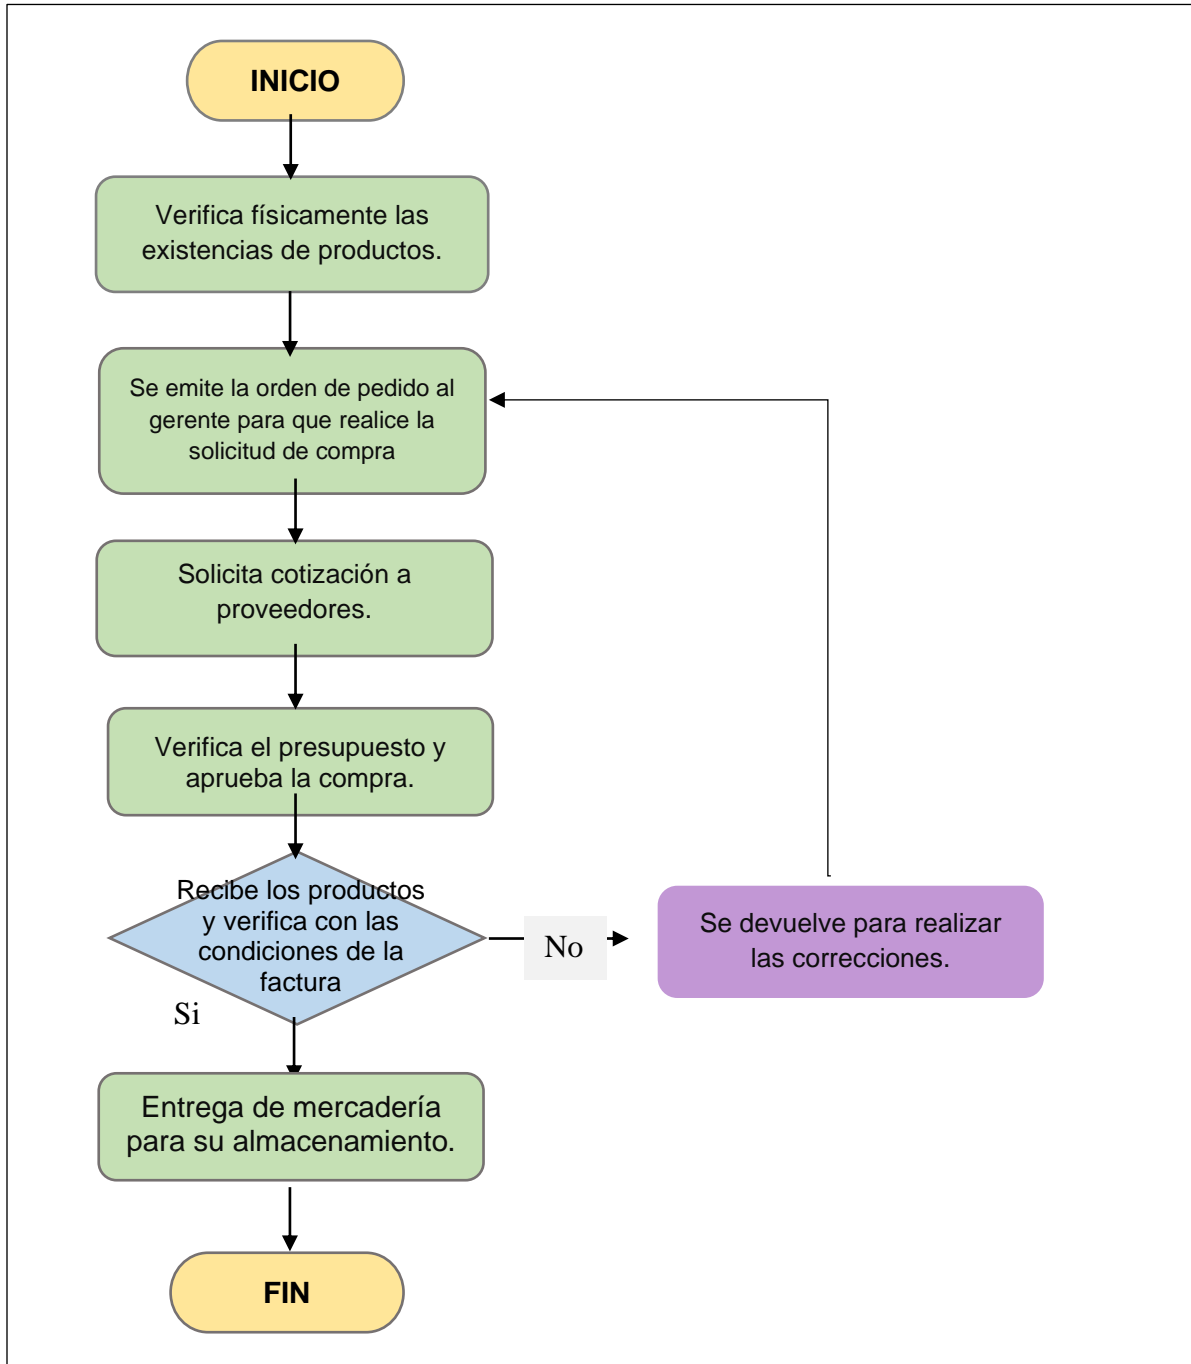 INICIO
Verifica físicamente las
existencias de productos.
Se emite la orden de pedido al
gerente para que realice la
solicitud de compra
Solicita cotización a
proveedores.
Verifica el presupuesto y
aprueba la compra.
Recibe los productos
y verifica con las
condiciones de la
factura
No
Se devuelve para realizar
las correcciones.
Si
Entrega de mercadería
para su almacenamiento.
FIN